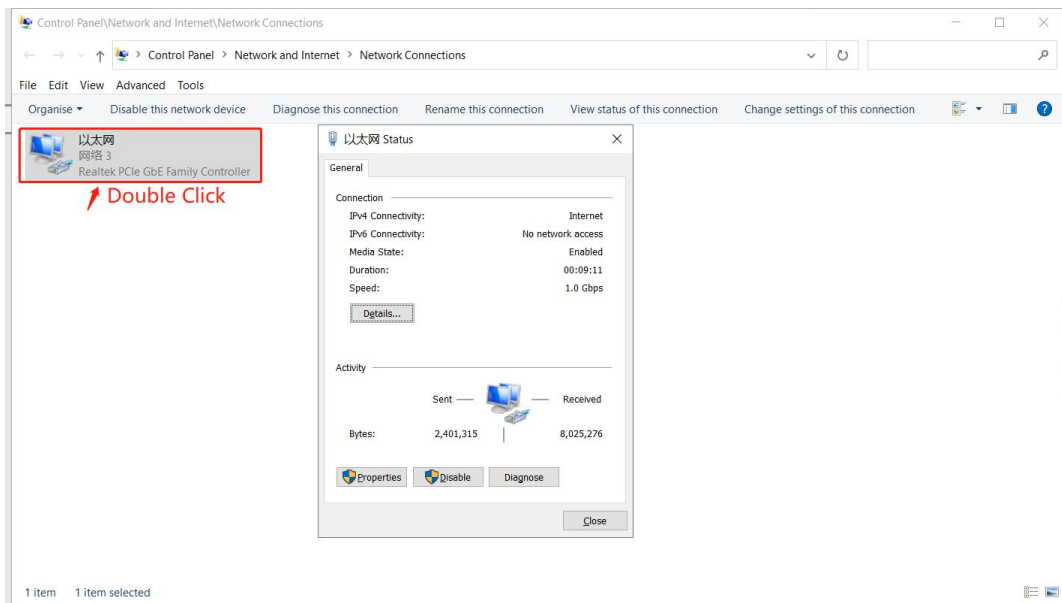 Control Panel\Network and Internet\Network Connections
Control Panel > Network and Internet > Network Connections
File Edit View Advanced Tools
Organise Disable this network device Diagnose this connection Rename this connection View status of this connection Change settings of this connection
以太网
网络 3
Realtek PCIe GbE Family Controller
Double Click
以太网 Status
General
Connection
IPv4 Connectivity: Internet
IPv6 Connectivity: No network access
Media State: Enabled
Duration: 00:09:11
Speed: 1.0 Gbps
Details...
Activity
Sent — Received
Bytes: 2,401,315 8,025,276
Properties Disable Diagnose
Close
1 item 1 item selected